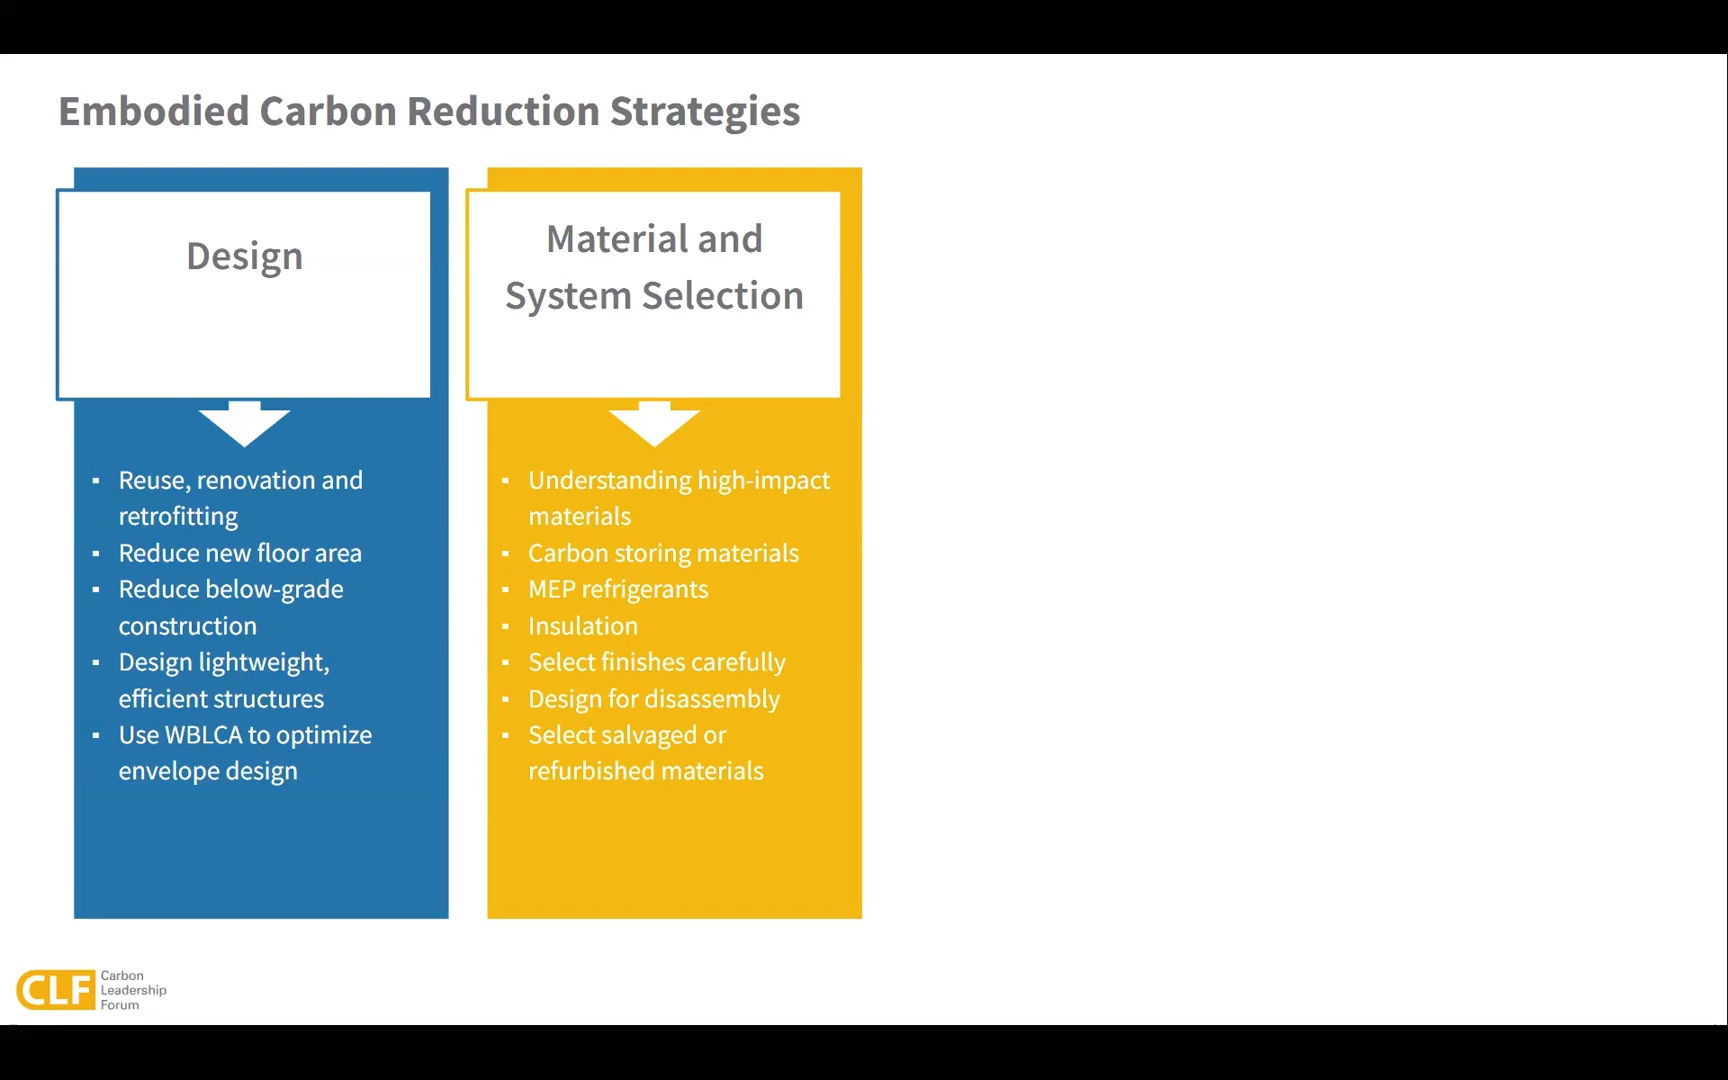 Embodied Carbon Reduction Strategies
Design
▪ Reuse, renovation and
retrofitting
▪ Reduce new floor area
▪ Reduce below-grade
construction
▪ Design lightweight,
efficient structures
▪ Use WBLCA to optimize
envelope design
Material and
System Selection
▪ Understanding high-impact
materials
▪ Carbon storing materials
▪ MEP refrigerants
▪ Insulation
▪ Select finishes carefully
▪ Design for disassembly
▪ Select salvaged or
refurbished materials
CLF
Carbon
Leadership
Forum